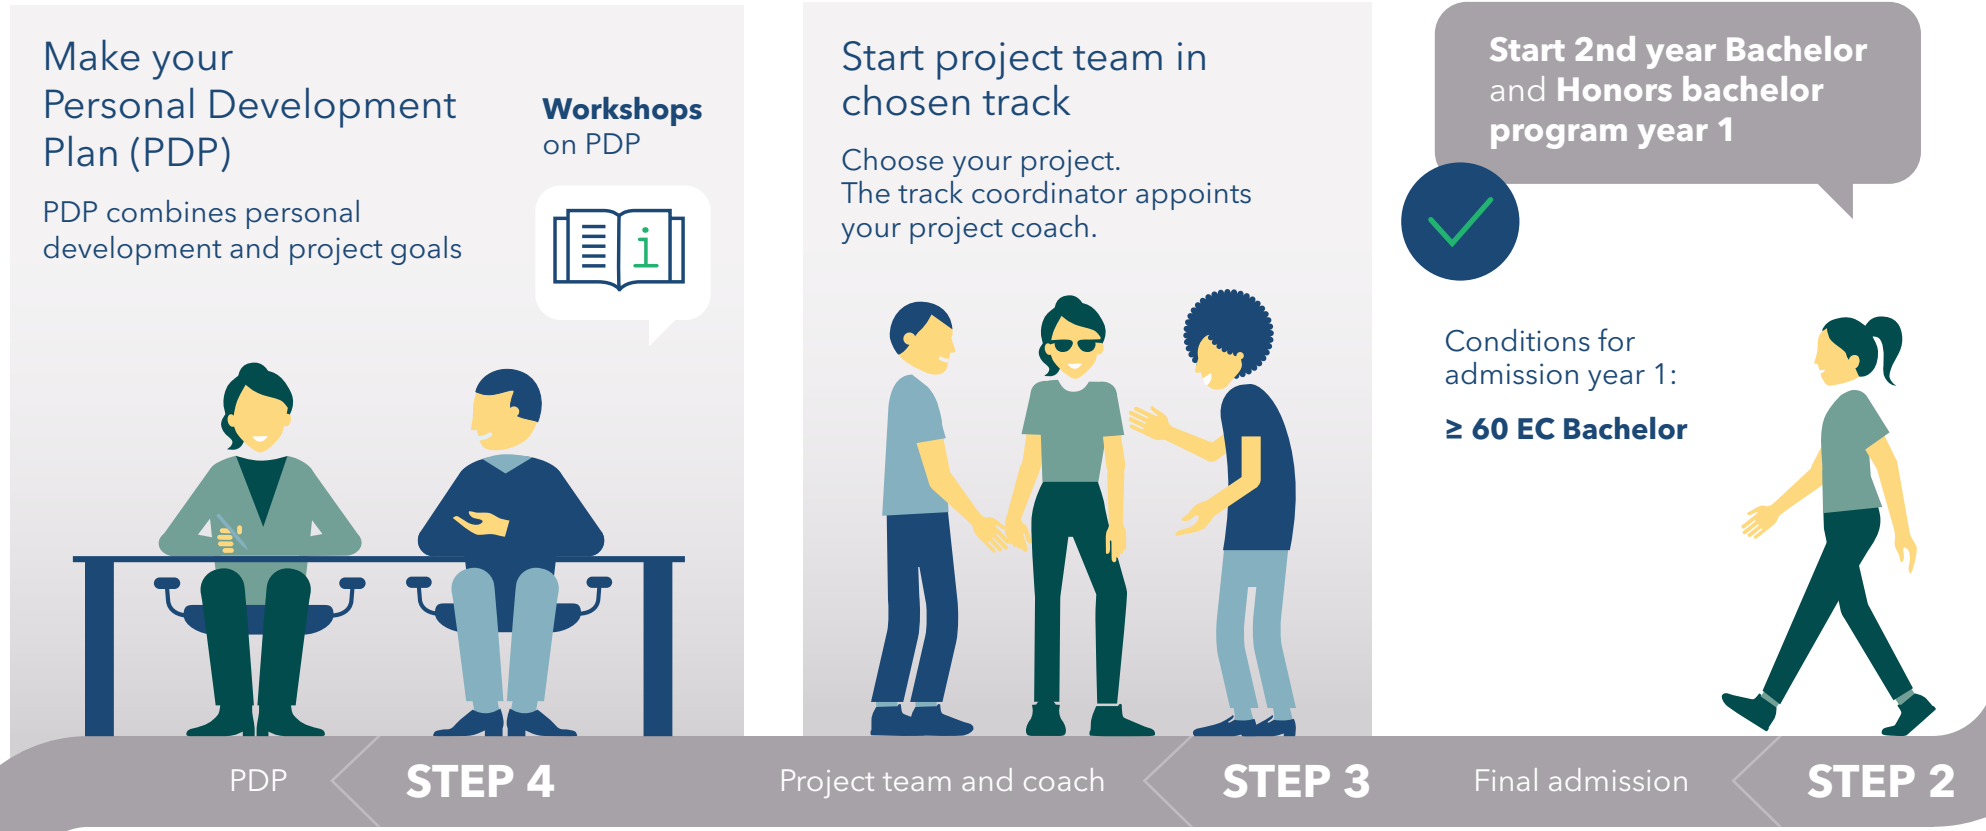 Make your
Personal Development
Plan (PDP)
PDP combines personal
development and project goals
Workshops
on PDP
i
Start project team in
chosen track
Choose your project.
The track coordinator appoints
your project coach.
Start 2nd year Bachelor
and Honors bachelor
program year 1
Conditions for
admission year 1:
≥ 60 EC Bachelor
PDP
STEP 4
Project team and coach
STEP 3
Final admission
STEP 2